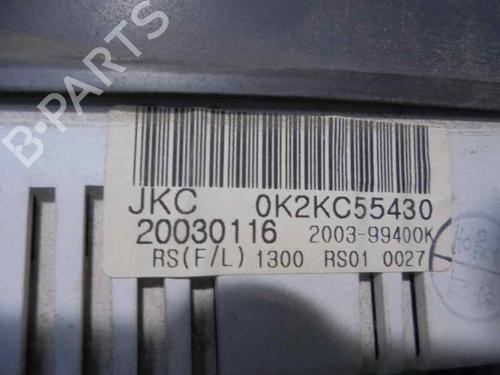 JKC 0K2KC55430
20030116 2003-99400K
RS(F/L) 1300 RS01 0027
B-PARTS